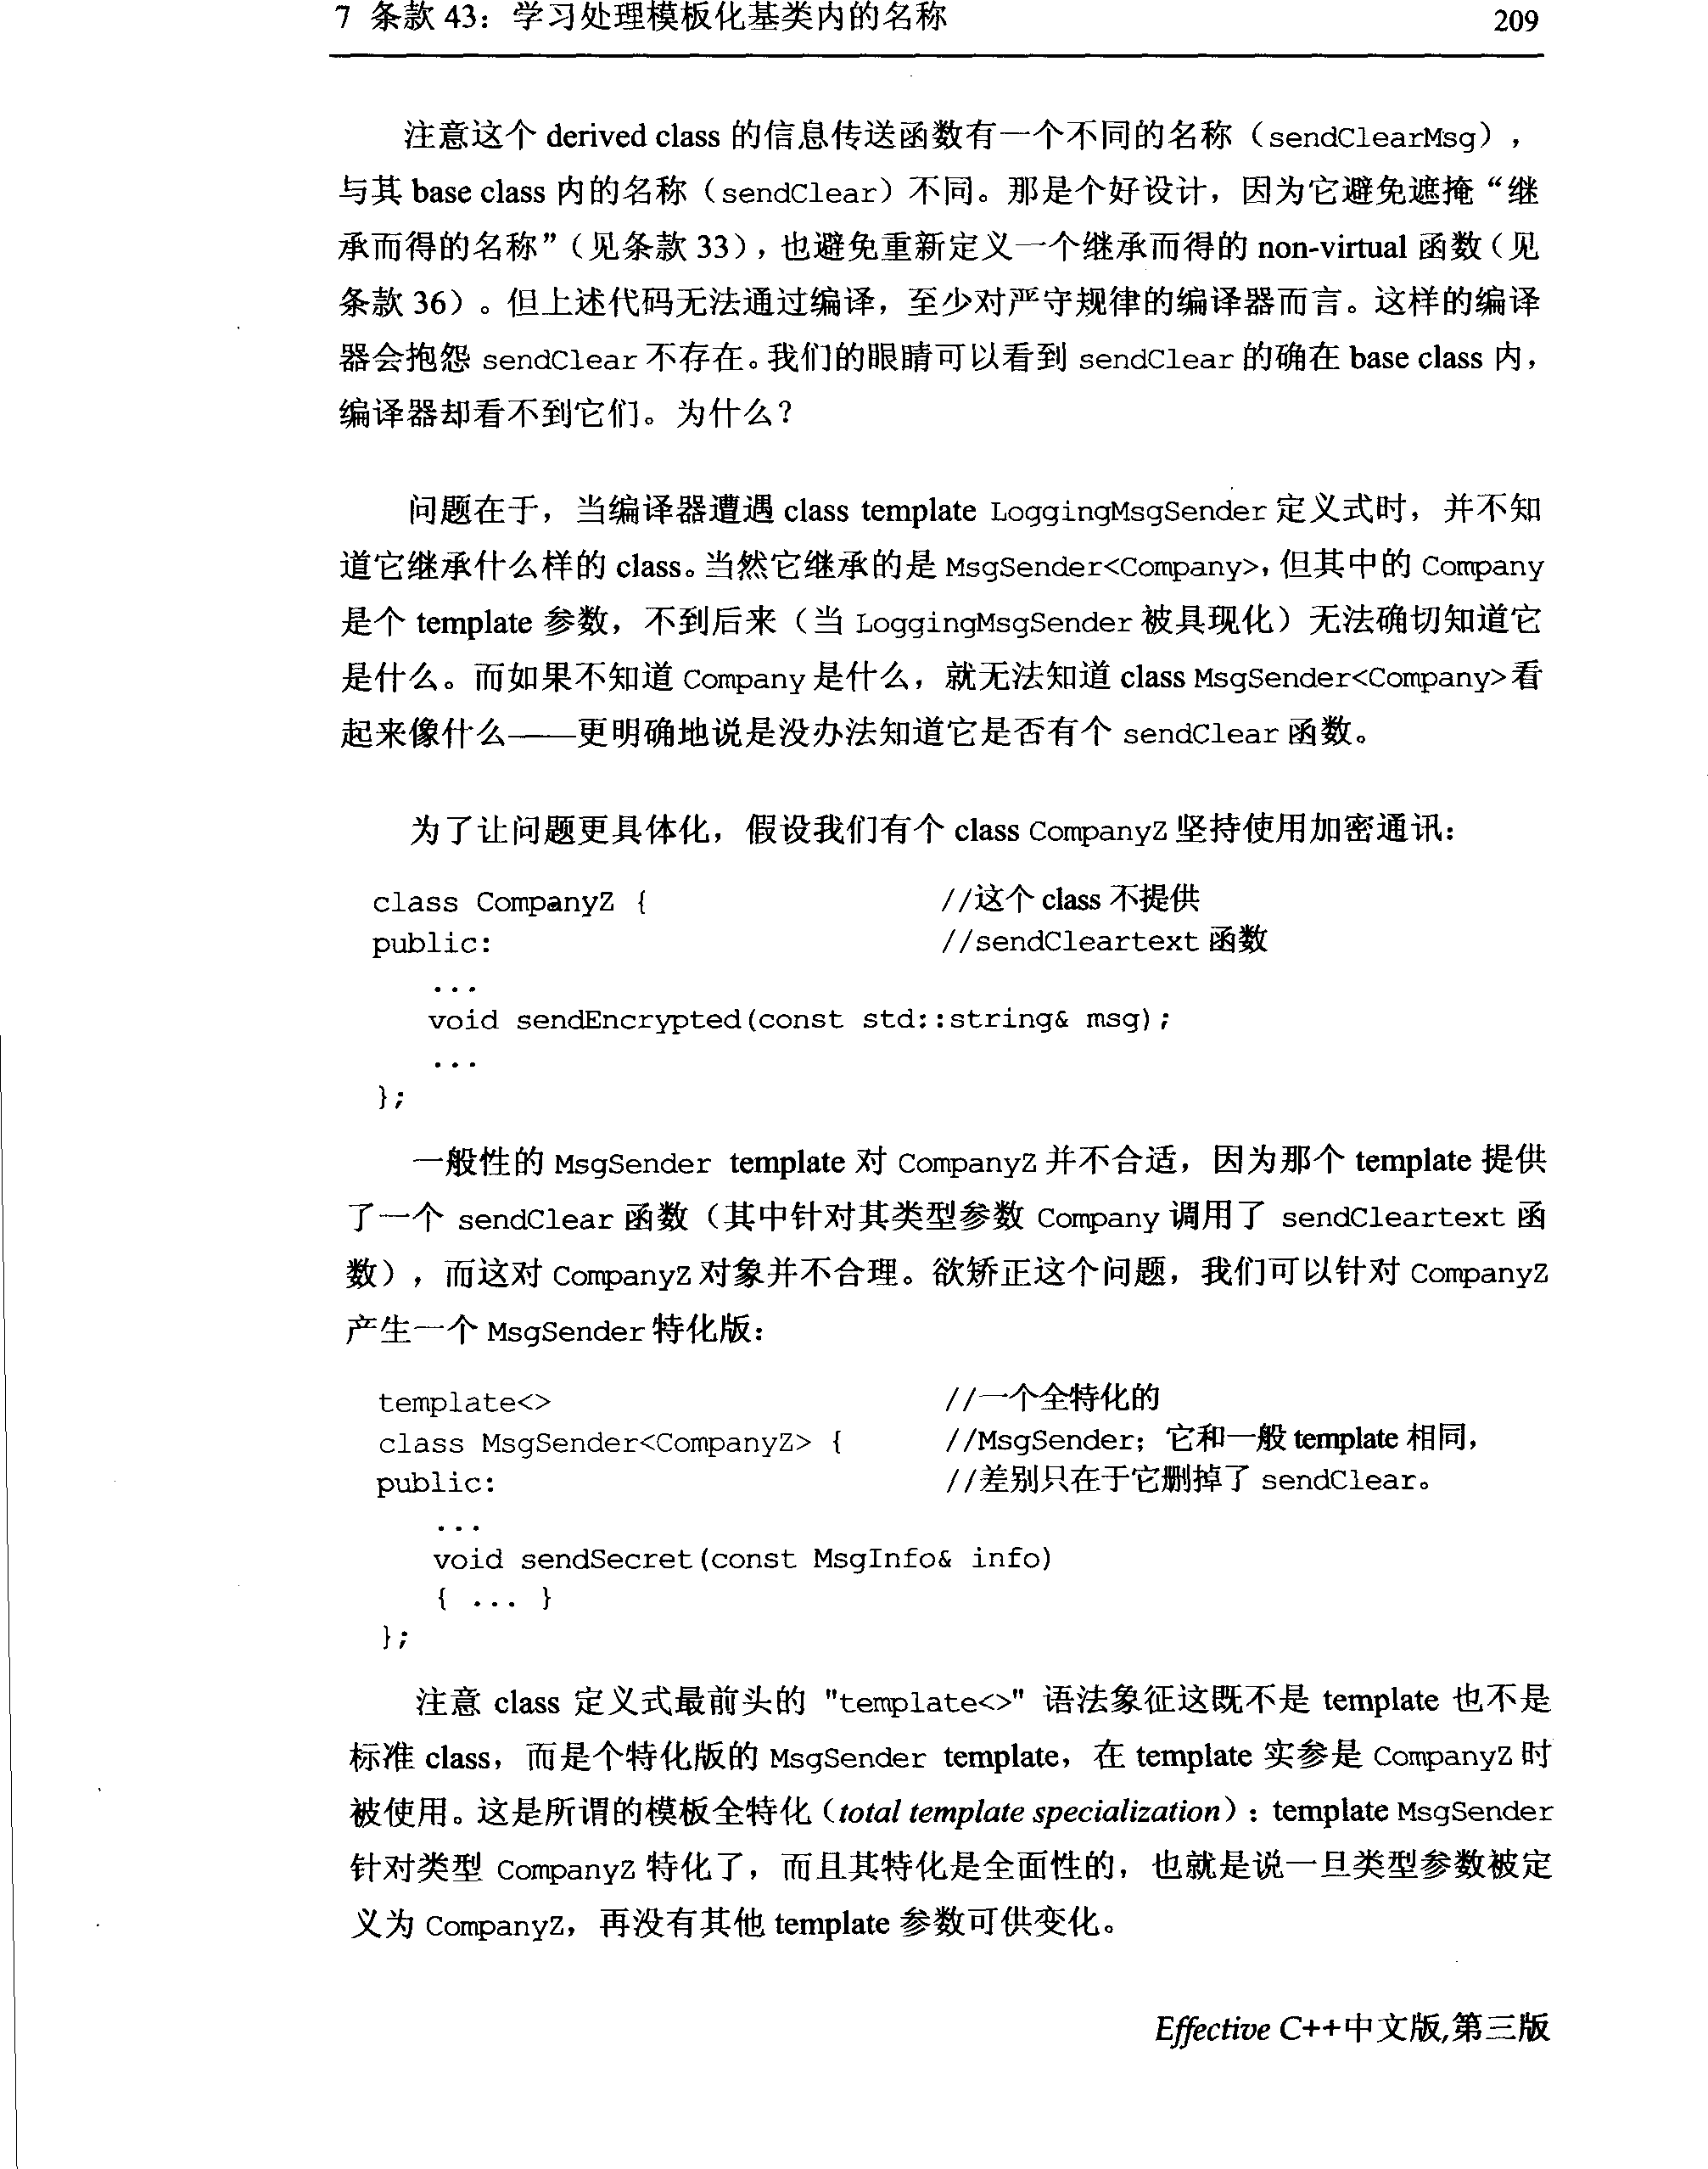 7 条款 43：学习处理模板化基类内的名称 209
注意这个 derived class 的信息传送函数有一个不同的名称（sendClearMsg），
与其 base class 内的名称（sendClear）不同。那是个好设计，因为它避免遮掩“继
承而得的名称”（见条款 33），也避免重新定义一个继承而得的 non-virtual 函数（见
条款 36）。但上述代码无法通过编译，至少对严守规律的编译器而言。这样的编译
器会抱怨 sendClear 不存在。我们的眼睛可以看到 sendClear 的确在 base class 内，
编译器却看不到它们。为什么？
问题在于，当编译器遭遇 class template LoggingMsgSender 定义式时，并不知
道它继承什么样的 class。当然它继承的是 MsgSender<Company>，但其中的 Company
是个 template 参数，不到后来（当 LoggingMsgSender 被具现化）无法确切知道它
是什么。而如果不知道 Company 是什么，就无法知道 class MsgSender<Company>看
起来像什么——更明确地说是没办法知道它是否有个 sendClear 函数。
为了让问题更具体化，假设我们有个 class CompanyZ 坚持使用加密通讯：
class CompanyZ { //这个 class 不提供
public: //sendCleartext 函数
...
void sendEncrypted(const std::string& msg);
...
};
一般性的 MsgSender template 对 CompanyZ 并不合适，因为那个 template 提供
了一个 sendClear 函数（其中针对其类型参数 Company 调用了 sendCleartext 函
数），而这对 CompanyZ 对象并不合理。欲矫正这个问题，我们可以针对 CompanyZ
产生一个 MsgSender 特化版：
template<> //一个全特化的
class MsgSender<CompanyZ> { //MsgSender；它和一般 template 相同，
public: //差别只在于它删掉了 sendClear。
...
void sendSecret(const MsgInfo& info)
{ ... }
};
注意 class 定义式最前头的 "template<>" 语法象征这既不是 template 也不是
标准 class，而是个特化版的 MsgSender template，在 template 实参是 CompanyZ 时
被使用。这是所谓的模板全特化（total template specialization）：template MsgSender
针对类型 CompanyZ 特化了，而且其特化是全面性的，也就是说一旦类型参数被定
义为 CompanyZ，再没有其他 template 参数可供变化。
Effective C++中文版,第三版